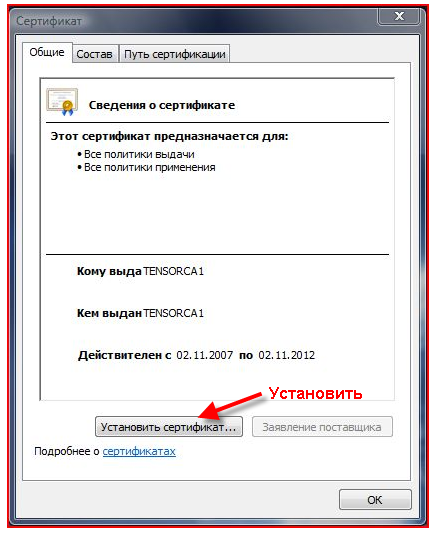 Сертификат
Общие Состав Путь сертификации
Сведения о сертификате
Этот сертификат предназначается для:
• Все политики выдачи
• Все политики применения
Кому выда TENSORCA1
Кем выдан TENSORCA1
Действителен с 02.11.2007 по 02.11.2012
Установить
Установить сертификат... Заявление поставщика
Подробнее о сертификатах
OK